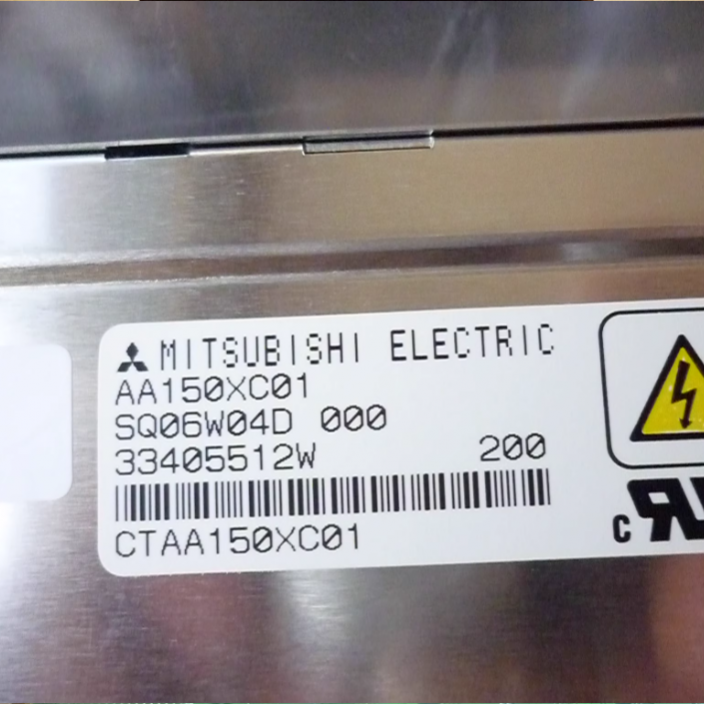 MITSUBISHI ELECTRIC
AA150XC01
SQ06W04D 000
33405512W 200
CTAA150XC01
c